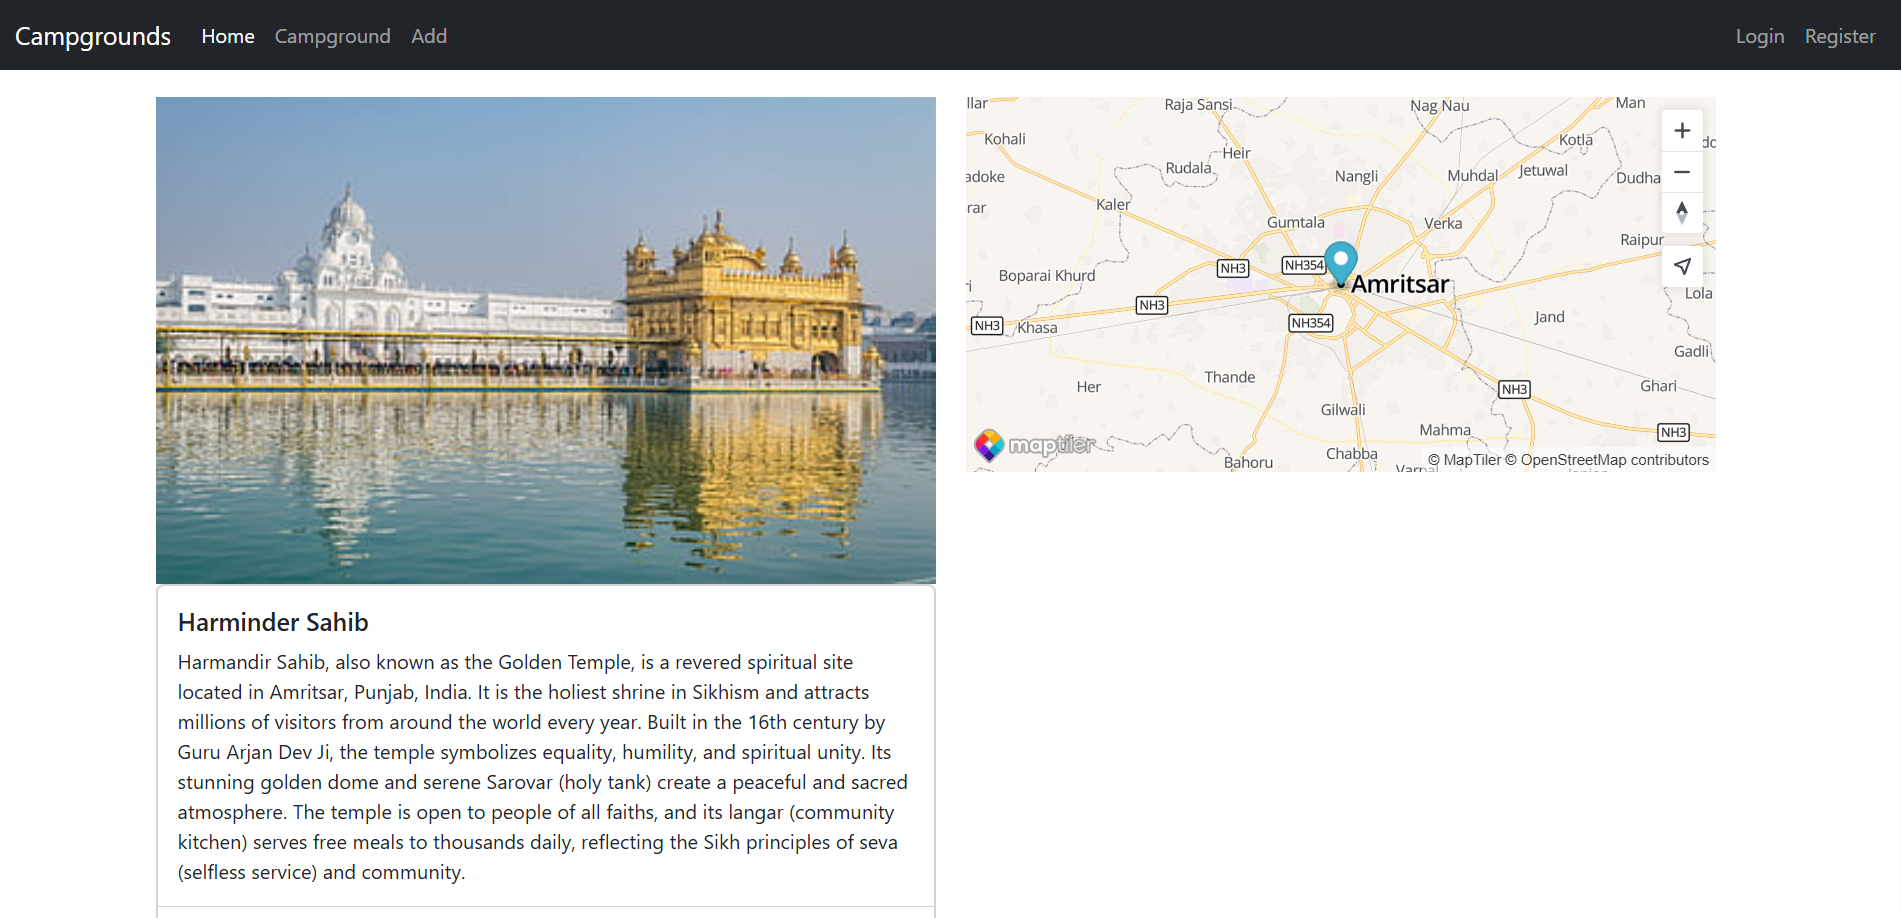 Campgrounds Home Campground Add Login Register
Raja Sansi
Nag Nau
Man
Kohali
Kotla
Heir
Rudala
Nangli
Muhdal
Jetuwal
Dudha
Kaler
Gumtala
Verka
Raipur
NH3
NH354
Boparai Khurd
Amritsar
NH3
Lola
NH3
Khasa
NH354
Jand
Gadli
Thande
Her
NH3
Ghari
Gilwali
Mahma
NH3
maptiler
Chabba
Bahoru
© MapTiler © OpenStreetMap contributors
Harminder Sahib
Harmandir Sahib, also known as the Golden Temple, is a revered spiritual site
located in Amritsar, Punjab, India. It is the holiest shrine in Sikhism and attracts
millions of visitors from around the world every year. Built in the 16th century by
Guru Arjan Dev Ji, the temple symbolizes equality, humility, and spiritual unity. Its
stunning golden dome and serene Sarovar (holy tank) create a peaceful and sacred
atmosphere. The temple is open to people of all faiths, and its langar (community
kitchen) serves free meals to thousands daily, reflecting the Sikh principles of seva
(selfless service) and community.